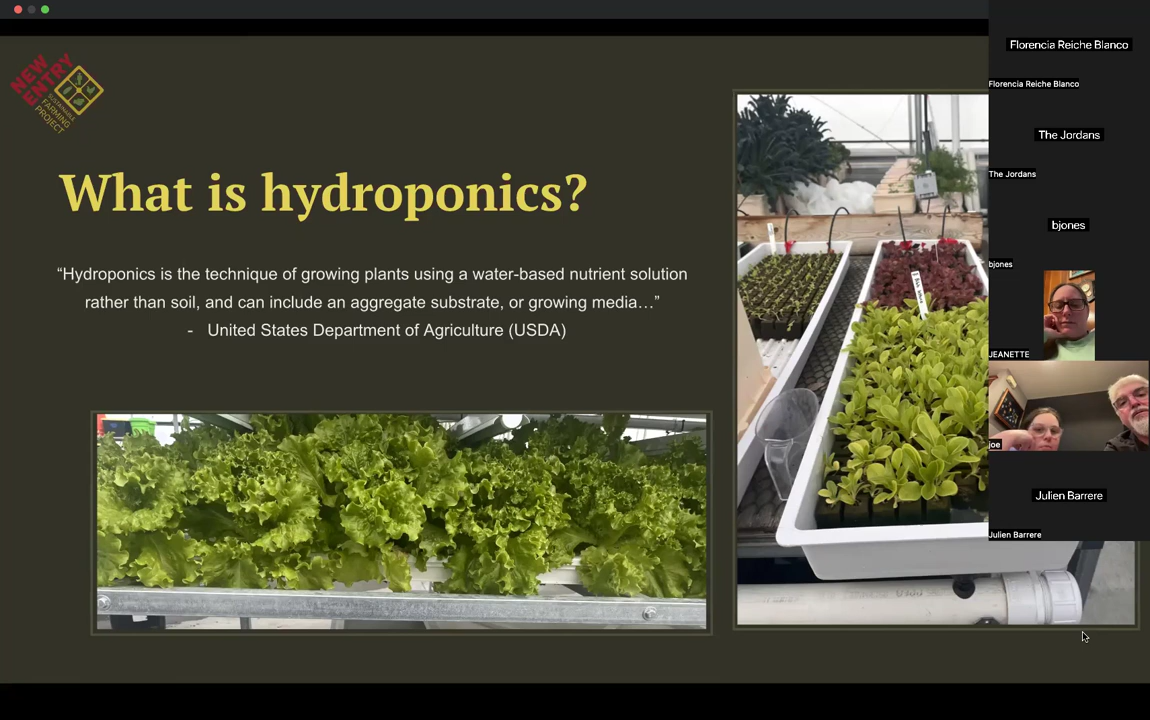 NEW
ENTRY
SUSTAINABLE
FARMING
PROJECT
What is hydroponics?
“Hydroponics is the technique of growing plants using a water-based nutrient solution
rather than soil, and can include an aggregate substrate, or growing media…”
- United States Department of Agriculture (USDA)
Florencia Reiche Blanco
Florencia Reiche Blanco
The Jordans
The Jordans
bjones
bjones
JEANETTE
joe
Julien Barrere
Julien Barrere